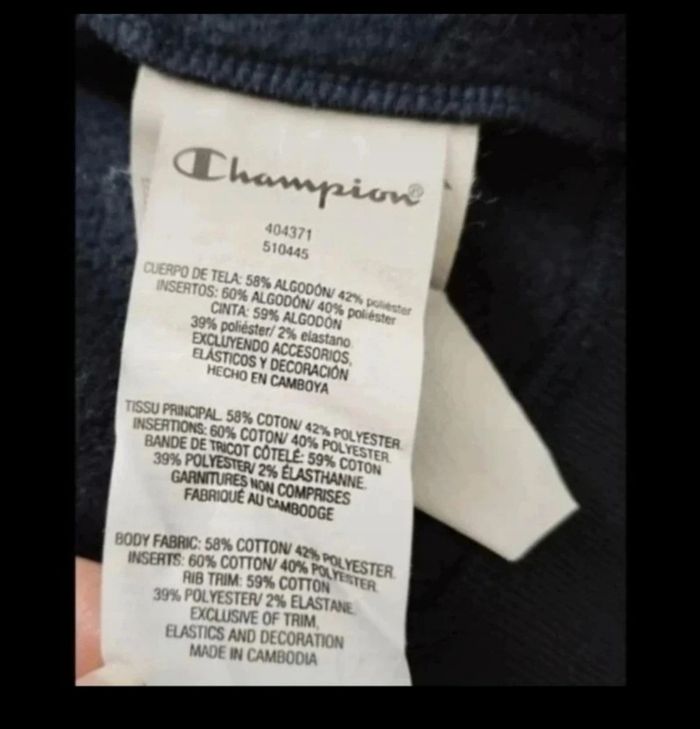 Champion®
404371
510445
CUERPO DE TELA: 58% ALGODÓN/ 42% poliéster
INSERTOS: 60% ALGODÓN/ 40% poliéster
CINTA: 59% ALGODÓN
39% poliéster/ 2% elastano
EXCLUYENDO ACCESORIOS,
ELÁSTICOS Y DECORACIÓN
HECHO EN CAMBOYA
TISSU PRINCIPAL. 58% COTON/ 42% POLYESTER.
INSERTIONS: 60% COTON/ 40% POLYESTER.
BANDE DE TRICOT CÔTELÉ: 59% COTON
39% POLYESTER/ 2% ÉLASTHANNE.
GARNITURES NON COMPRISES
FABRIQUÉ AU CAMBODGE
BODY FABRIC: 58% COTTON/ 42% POLYESTER.
INSERTS: 60% COTTON/ 40% POLYESTER.
RIB TRIM: 59% COTTON
39% POLYESTER/ 2% ELASTANE.
EXCLUSIVE OF TRIM,
ELASTICS AND DECORATION
MADE IN CAMBODIA